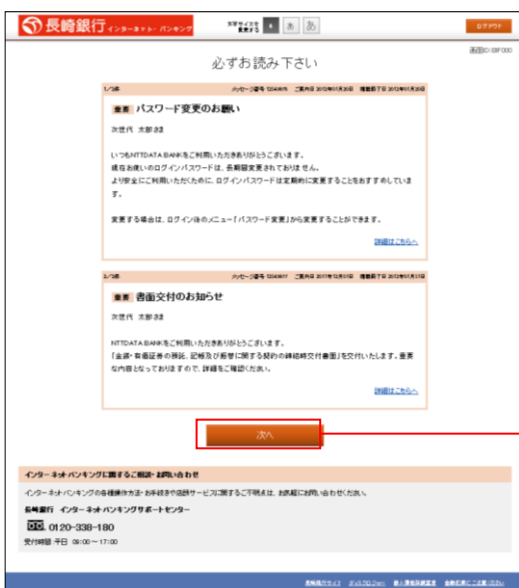 長崎銀行 インターネット・バンキング
文字サイズを変更する あ あ
ログアウト
必ずお読み下さい
1/2件
重要 パスワード変更のお願い
次世代 太郎さま
いつもNTTDATA BANKをご利用いただきありがとうございます。
現在お使いのログインパスワードは、長期間変更されておりません。
より安全にご利用いただくために、ログインパスワードは定期的に変更することをおすすめしていま
す。
変更する場合は、ログイン後のメニュー「パスワード変更」から変更することができます。
詳細はこちらへ
2/2件
重要 書面交付のお知らせ
次世代 太郎さま
NTTDATA BANKをご利用いただきありがとうございます。
「金銭・有価証券の預託、記帳及び振替に関する契約の締結時交付書面」を交付いたします。重要
な内容となっておりますので、詳細をご確認ください。
詳細はこちらへ
次へ
インターネットバンキングに関するご相談・お問い合わせ
インターネットバンキングの各種操作方法・お手続きや店頭サービスに関するご不明点は、お気軽にお問い合わせください。
長崎銀行 インターネットバンキングサポートセンター
0120-338-180
受付時間:平日 09:00～17:00